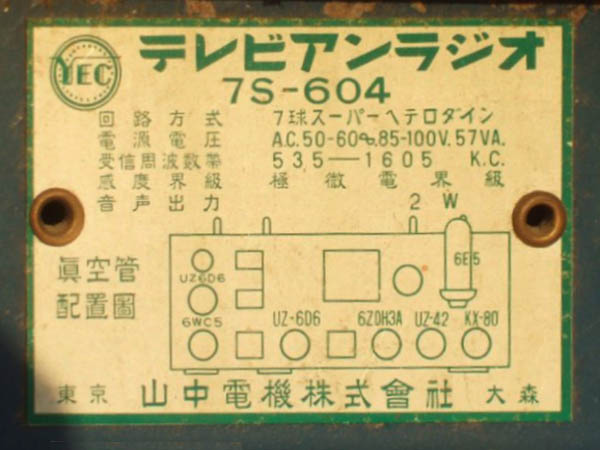 YEC テレビアンラジオ
7S-604
回路方式 7球スーパーヘテロダイン
電源電圧 A.C.50-60∿.85-100V.57VA.
受信周波数帯 535—1605 K.C.
感度界級 極微電界級
音声出力 2W
眞空管
配置圖
UZ6D6
6E5
6WC5
UZ-6D6
6ZDH3A
UZ-42
KX-80
東京 山中電機株式會社 大森